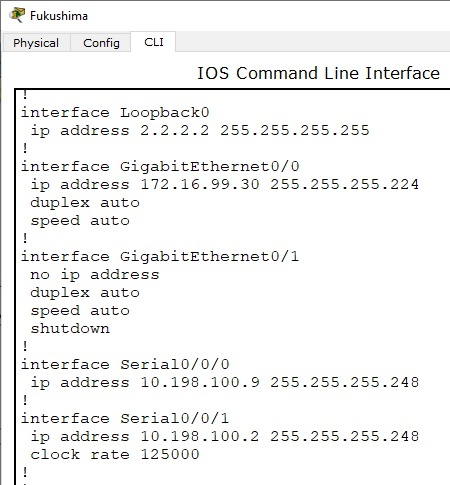 Fukushima
Physical Config CLI
IOS Command Line Interface
!
interface Loopback0
 ip address 2.2.2.2 255.255.255.255
!
interface GigabitEthernet0/0
 ip address 172.16.99.30 255.255.255.224
 duplex auto
 speed auto
!
interface GigabitEthernet0/1
 no ip address
 duplex auto
 speed auto
 shutdown
!
interface Serial0/0/0
 ip address 10.198.100.9 255.255.255.248
!
interface Serial0/0/1
 ip address 10.198.100.2 255.255.255.248
 clock rate 125000
!